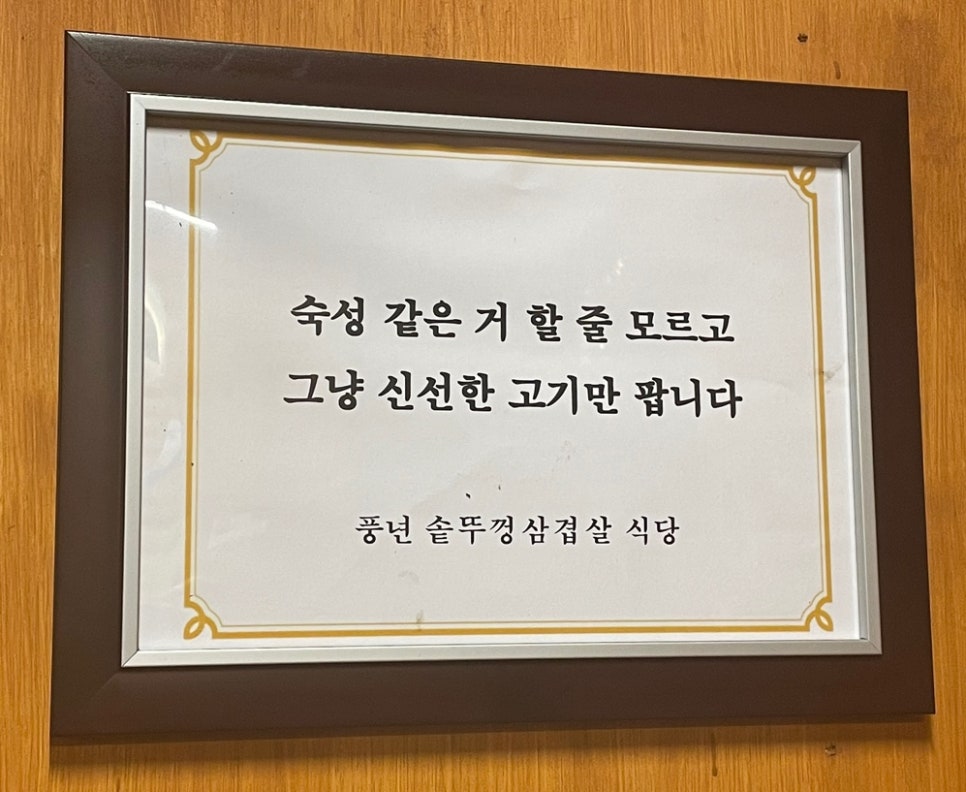 숙성 같은 거 할 줄 모르고
그냥 신선한 고기만 팝니다
풍년 솥뚜껑삼겹살 식당